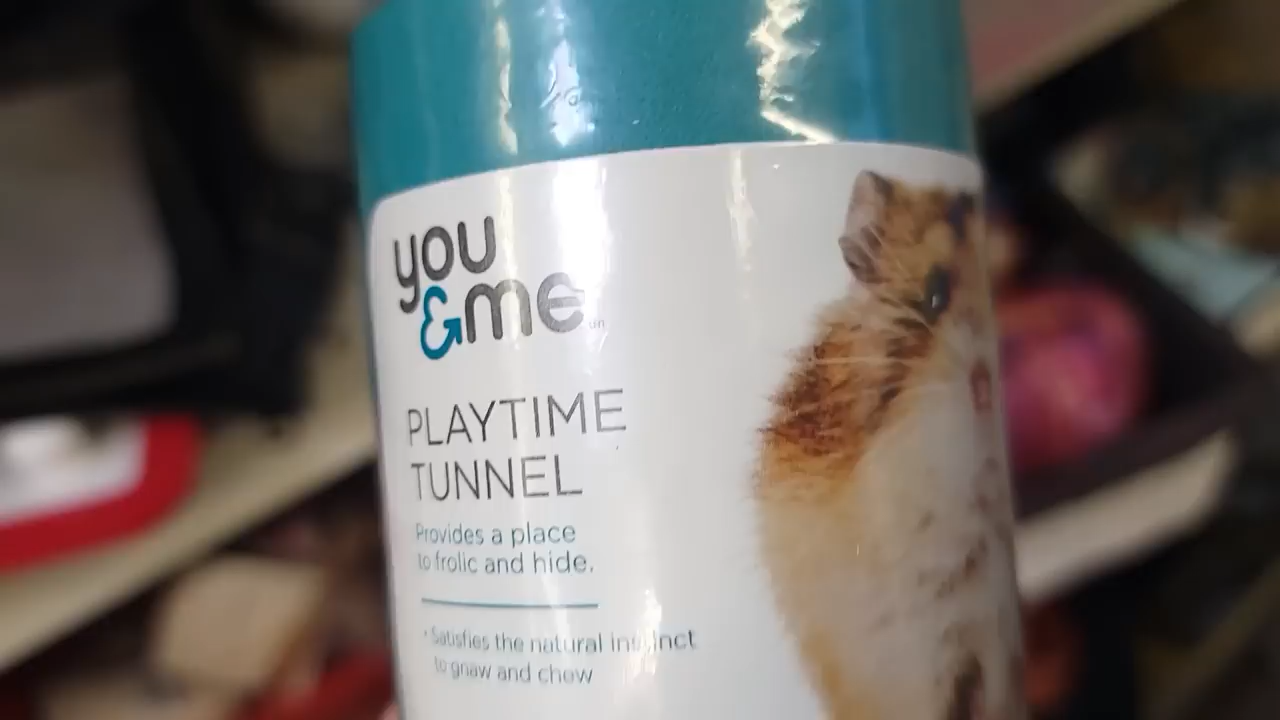 you
&me
PLAYTIME
TUNNEL
Provides a place
to frolic and hide.
• Satisfies the natural instinct
to gnaw and chew